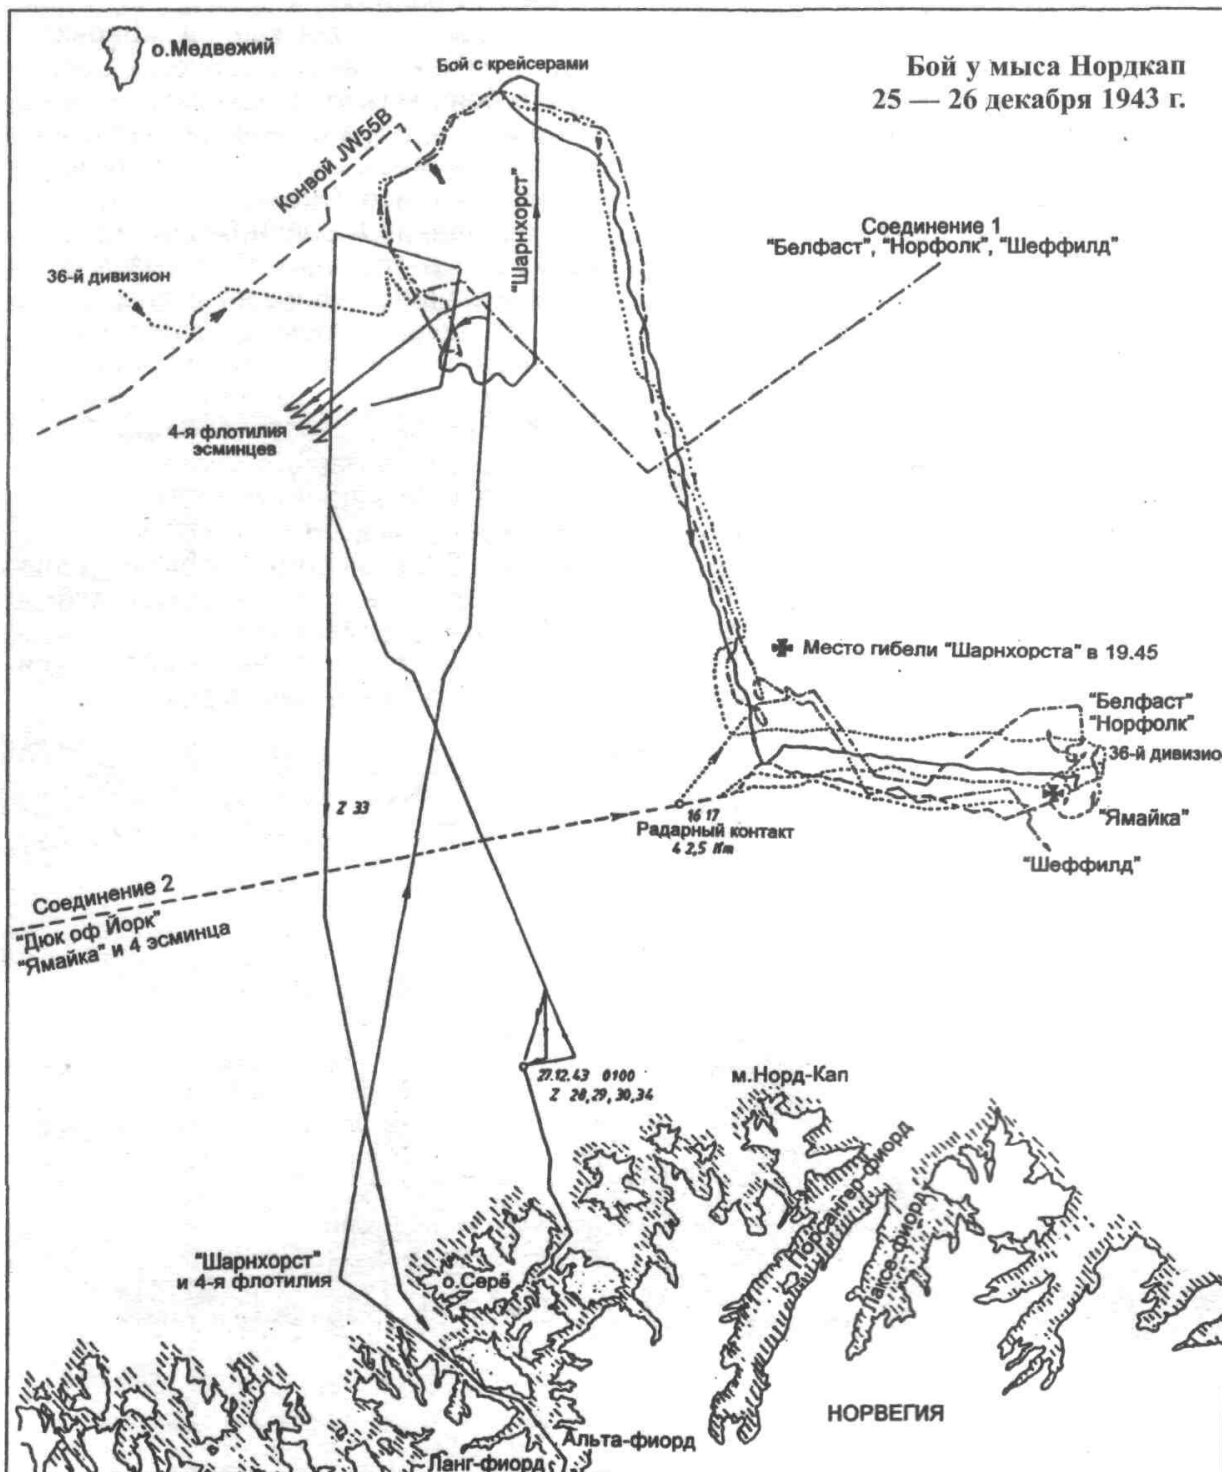 о.Медвежий
Бой с крейсерами
Бой у мыса Нордкап
25 — 26 декабря 1943 г.
Конвой JW55B
"Шарнхорст"
Соединение 1
"Белфаст", "Норфолк", "Шеффилд"
36-й дивизион
4-я флотилия
эсминцев
Место гибели "Шарнхорста" в 19.45
"Белфаст"
"Норфолк"
36-й дивизио
"Ямайка"
"Шеффилд"
Z 33
16 17
Радарный контакт
42,5 Km
Соединение 2
"Дюк оф Йорк"
"Ямайка" и 4 эсминца
27.12.43 0100
Z 28,29,30,34
м.Норд-Кап
Порсангер-фиорд
Лаксе-фиорд
"Шарнхорст"
и 4-я флотилия
о.Серё
НОРВЕГИЯ
Альта-фиорд
Ланг-фиорд